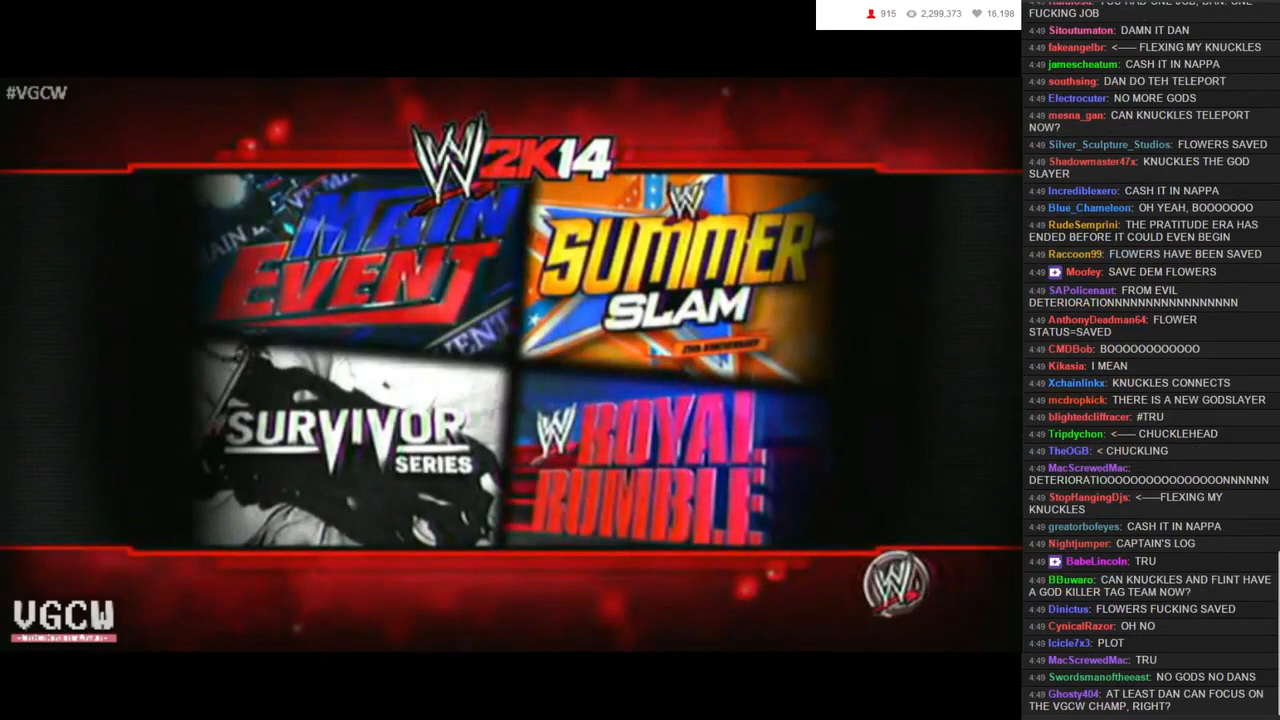 915 2,299,373 16,198
#VGCW
W 2K14
MAIN
EVENT
W
SUMMER
SLAM
SURVIVOR
SERIES
W ROYAL
RUMBLE
VGCW
FUCKING JOB
4:49 Sitoutumaton: DAMN IT DAN
4:49 fakeangelbr: <----- FLEXING MY KNUCKLES
4:49 jamescheatum: CASH IT IN NAPPA
4:49 southsing: DAN DO TEH TELEPORT
4:49 Electrocuter: NO MORE GODS
4:49 mesna_gan: CAN KNUCKLES TELEPORT
NOW?
4:49 Silver_Sculpture_Studios: FLOWERS SAVED
4:49 Shadowmaster47x: KNUCKLES THE GOD
SLAYER
4:49 Incrediblexero: CASH IT IN NAPPA
4:49 Blue_Chameleon: OH YEAH, BOOOOOOO
4:49 RudeSemprini: THE PRATITUDE ERA HAS
ENDED BEFORE IT COULD EVEN BEGIN
4:49 Raccoon99: FLOWERS HAVE BEEN SAVED
4:49 Moofey: SAVE DEM FLOWERS
4:49 SAPolicenaut: FROM EVIL
DETERIORATIONNNNNNNNNNNNNNNNNN
4:49 AnthonyDeadman64: FLOWER
STATUS=SAVED
4:49 CMDBob: BOOOOOOOOOOO
4:49 Kikasia: I MEAN
4:49 Xchainlinkx: KNUCKLES CONNECTS
4:49 mcdropkick: THERE IS A NEW GODSLAYER
4:49 blightedcliffracer: #TRU
4:49 Tripdychon: <----- CHUCKLEHEAD
4:49 TheOGB: < CHUCKLING
4:49 MacScrewedMac:
DETERIORATIOOOOOOOOOOOOOOOONNNNNN
4:49 StopHangingDjs: <-----FLEXING MY
KNUCKLES
4:49 greatorbofeyes: CASH IT IN NAPPA
4:49 Nightjumper: CAPTAIN'S LOG
4:49 BabeLincoln: TRU
4:49 BBuwaro: CAN KNUCKLES AND FLINT HAVE
A GOD KILLER TAG TEAM NOW?
4:49 Dinictus: FLOWERS FUCKING SAVED
4:49 CynicalRazor: OH NO
4:49 Icicle7x3: PLOT
4:49 MacScrewedMac: TRU
4:49 Swordsmanoftheeast: NO GODS NO DANS
4:49 Ghosty404: AT LEAST DAN CAN FOCUS ON
THE VGCW CHAMP, RIGHT?